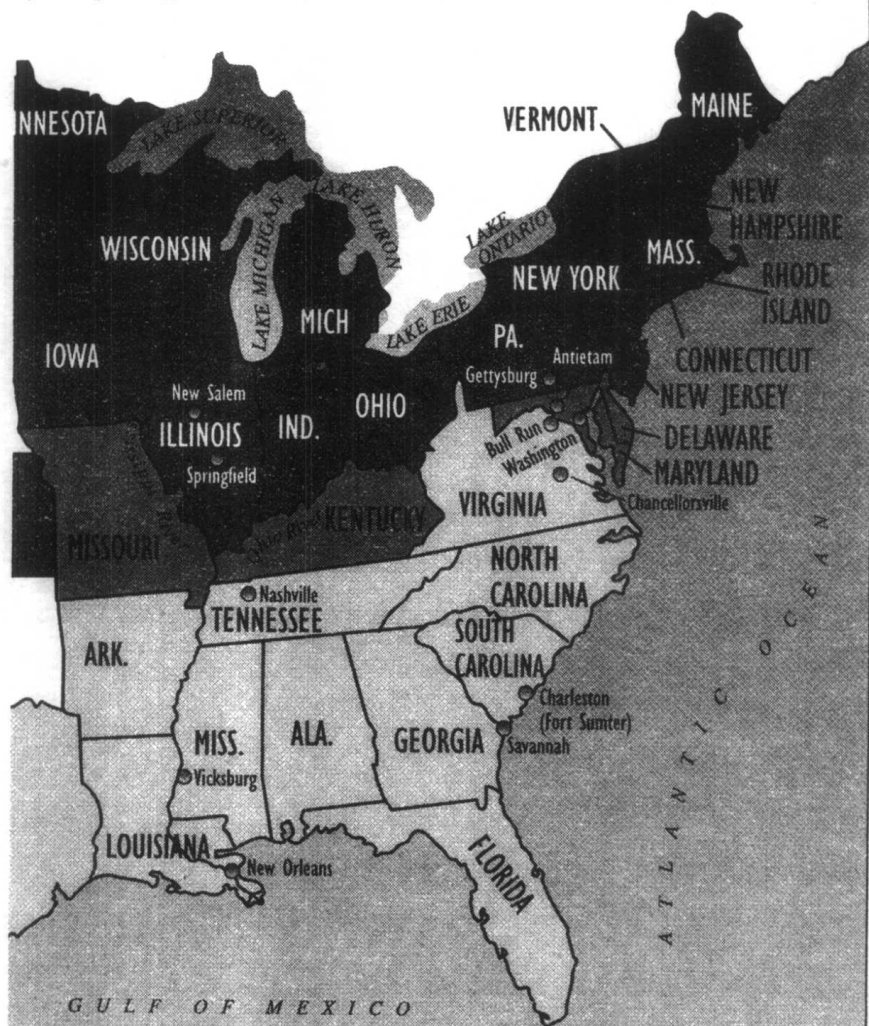 INNESOTA
LAKE SUPERIOR
VERMONT
MAINE
WISCONSIN
LAKE MICHIGAN
LAKE HURON
LAKE ONTARIO
NEW HAMPSHIRE
MASS.
NEW YORK
RHODE ISLAND
MICH
LAKE ERIE
PA.
IOWA
Antietam
CONNECTICUT
Gettysburg
NEW JERSEY
New Salem
OHIO
ILLINOIS
IND.
Bull Run
DELAWARE
Washington
MARYLAND
Springfield
VIRGINIA
Chancellorsville
Ohio River
KENTUCKY
MISSOURI
NORTH
CAROLINA
Nashville
TENNESSEE
SOUTH
CAROLINA
ARK.
Charleston
(Fort Sumter)
MISS.
ALA.
GEORGIA
Savannah
Vicksburg
LOUISIANA
New Orleans
FLORIDA
ATLANTIC OCEAN
GULF OF MEXICO